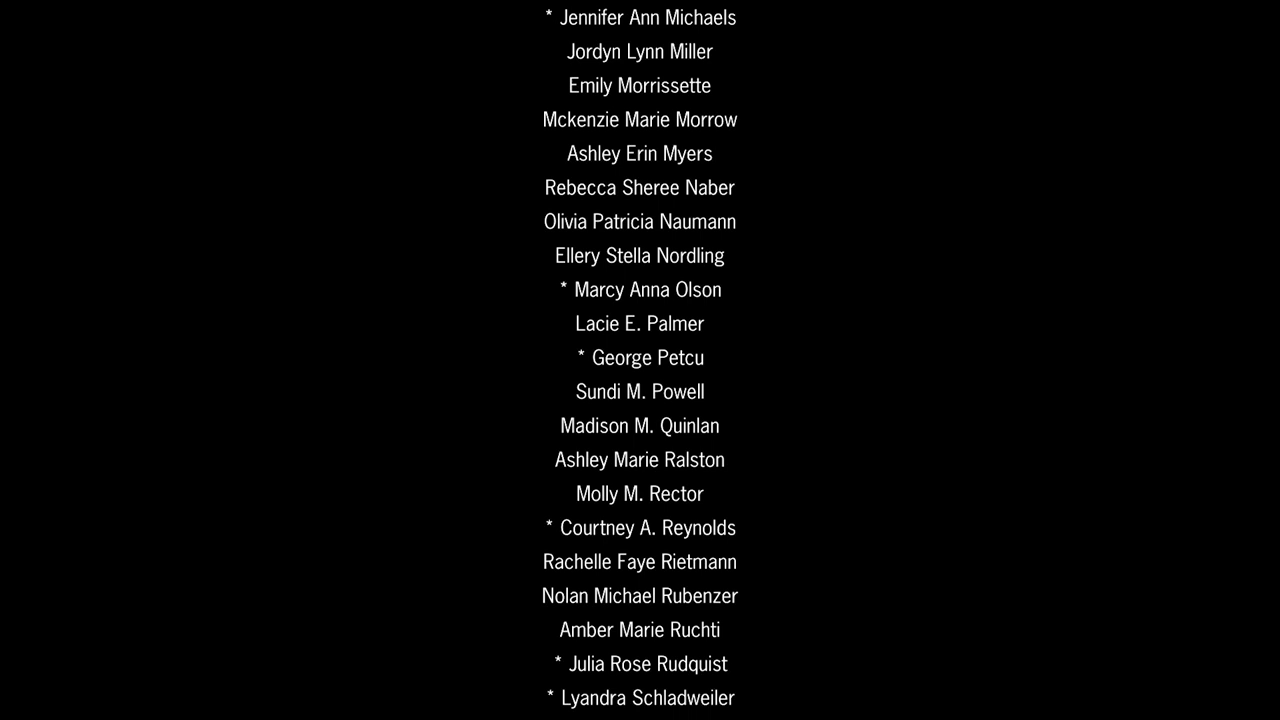 * Jennifer Ann Michaels
Jordyn Lynn Miller
Emily Morrissette
Mckenzie Marie Morrow
Ashley Erin Myers
Rebecca Sheree Naber
Olivia Patricia Naumann
Ellery Stella Nordling
* Marcy Anna Olson
Lacie E. Palmer
* George Petcu
Sundi M. Powell
Madison M. Quinlan
Ashley Marie Ralston
Molly M. Rector
* Courtney A. Reynolds
Rachelle Faye Rietmann
Nolan Michael Rubenzer
Amber Marie Ruchti
* Julia Rose Rudquist
* Lyandra Schladweiler